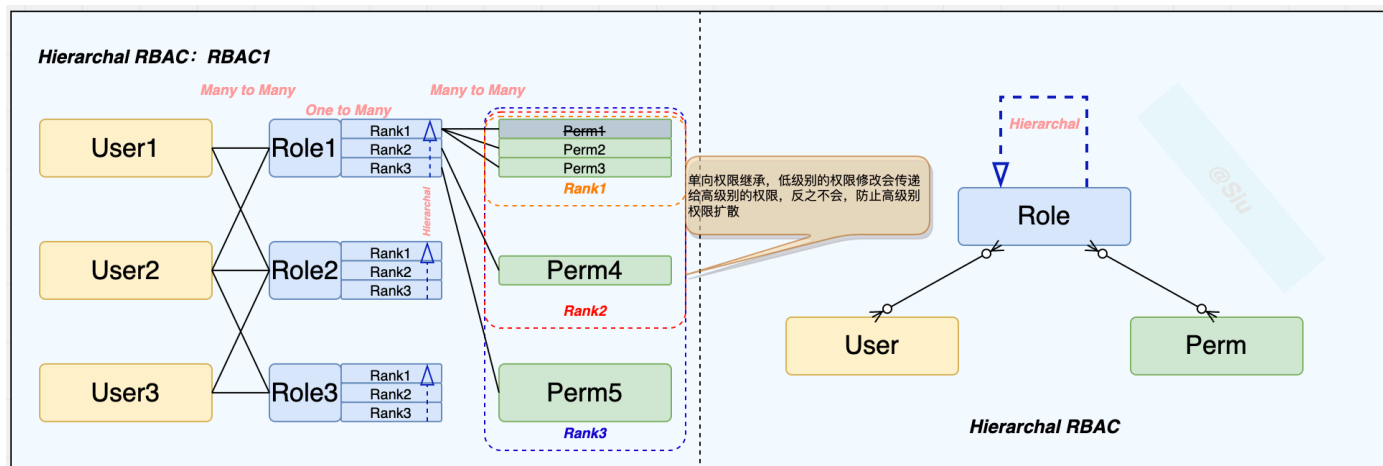 Hierarchal RBAC：RBAC1
Many to Many
One to Many
Many to Many
User1
Role1
Rank1
Rank2
Rank3
Hierarchal
Perm1
Perm2
Perm3
Rank1
User2
Role2
Rank1
Rank2
Rank3
Perm4
Rank2
User3
Role3
Rank1
Rank2
Rank3
Perm5
Rank3
单向权限继承，低级别的权限修改会传递
给高级别的权限，反之不会，防止高级别
权限扩散
Hierarchal
Role
User
Perm
Hierarchal RBAC
@Siu